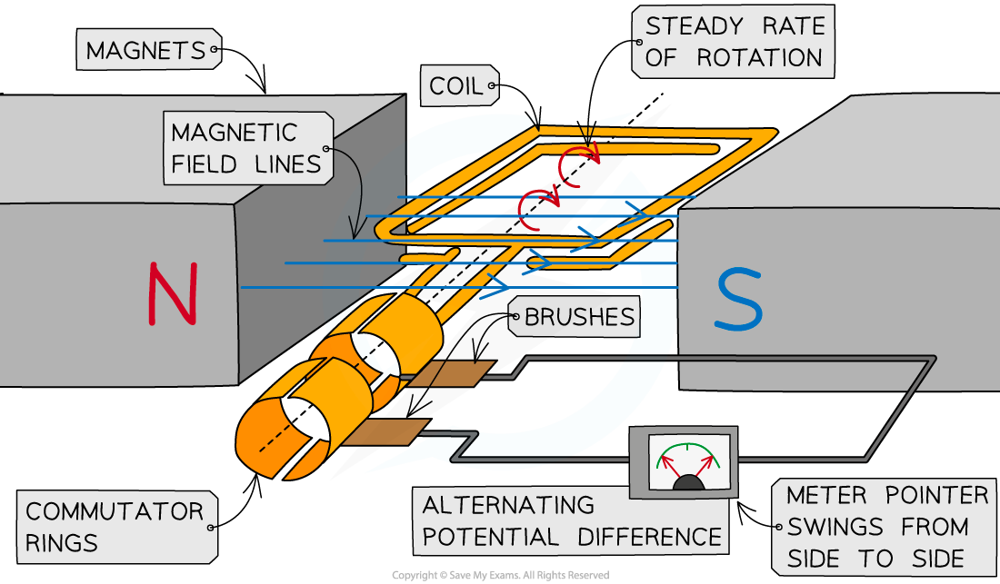 MAGNETS
STEADY RATE
OF ROTATION
COIL
MAGNETIC
FIELD LINES
N
S
BRUSHES
COMMUTATOR
RINGS
ALTERNATING
POTENTIAL DIFFERENCE
METER POINTER
SWINGS FROM
SIDE TO SIDE
Copyright © Save My Exams. All Rights Reserved